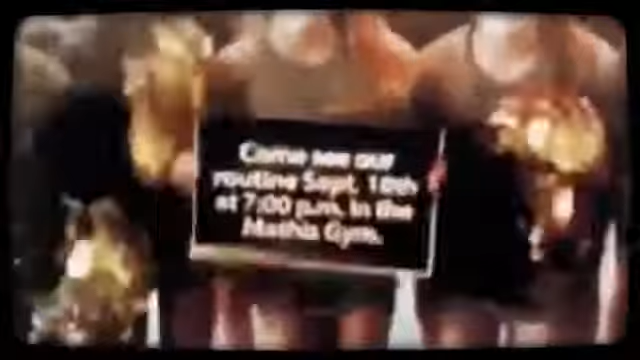 Come see our
routine Sept. 18th
at 7:00 p.m. in the
Mathis Gym.